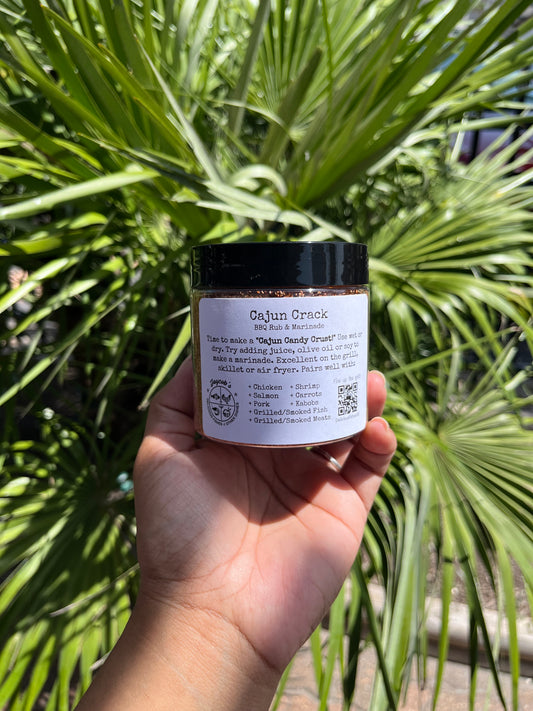 Cajun Crack
BBQ Rub & Marinade
Time to make a "Cajun Candy Crust!" Use wet or
dry. Try adding juice, olive oil or soy to
make a marinade. Excellent on the grill,
skillet or air fryer. Pairs well with:
+ Chicken + Shrimp
+ Salmon + Carrots
+ Pork + Kabobs
+ Grilled/Smoked Fish
+ Grilled/Smoked Meats